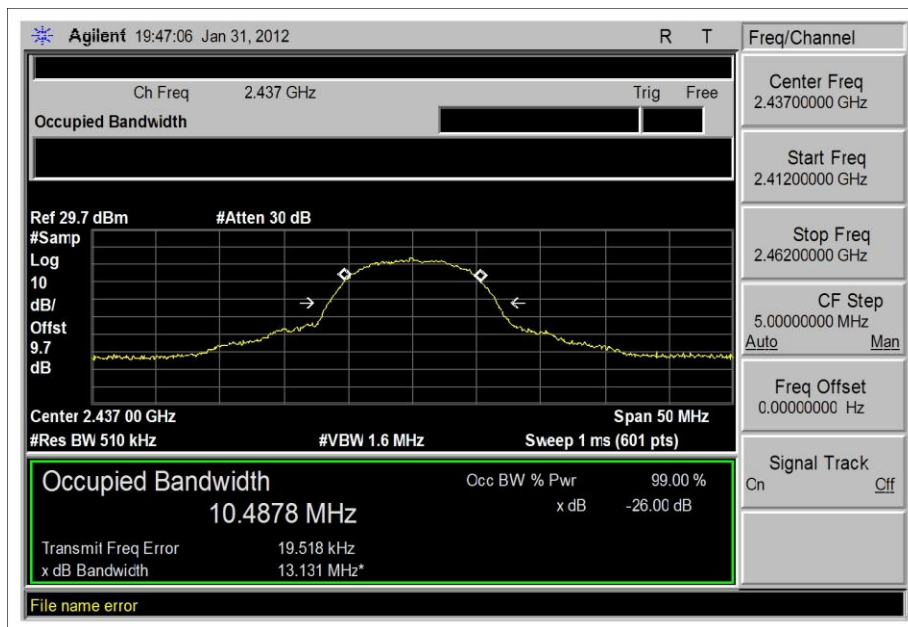 Agilent 19:47:06 Jan 31, 2012 R T
Freq/Channel
Ch Freq 2.437 GHz Trig Free
Occupied Bandwidth
Center Freq
2.43700000 GHz
Start Freq
2.41200000 GHz
Stop Freq
2.46200000 GHz
CF Step
5.00000000 MHz
Auto Man
Freq Offset
0.00000000 Hz
Signal Track
On Off
Ref 29.7 dBm #Atten 30 dB
#Samp
Log
10
dB/
Offst
9.7
dB
Center 2.437 00 GHz Span 50 MHz
#Res BW 510 kHz #VBW 1.6 MHz Sweep 1 ms (601 pts)
Occupied Bandwidth
10.4878 MHz
Occ BW % Pwr 99.00 %
x dB -26.00 dB
Transmit Freq Error 19.518 kHz
x dB Bandwidth 13.131 MHz*
File name error